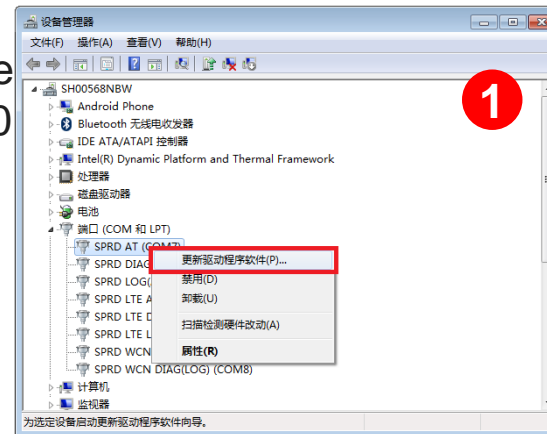 e
0
设备管理器
文件(F) 操作(A) 查看(V) 帮助(H)
1
SH00568NBW
Android Phone
Bluetooth 无线电收发器
IDE ATA/ATAPI 控制器
Intel(R) Dynamic Platform and Thermal Framework
处理器
磁盘驱动器
电池
端口 (COM 和 LPT)
SPRD AT (COM7)
SPRD DIAG
SPRD LOG(
SPRD LTE A
SPRD LTE D
SPRD LTE L
SPRD WCN
SPRD WCN DIAG(LOG) (COM8)
更新驱动程序软件(P)...
禁用(D)
卸载(U)
扫描检测硬件改动(A)
属性(R)
计算机
监视器
为选定设备启动更新驱动程序软件向导。